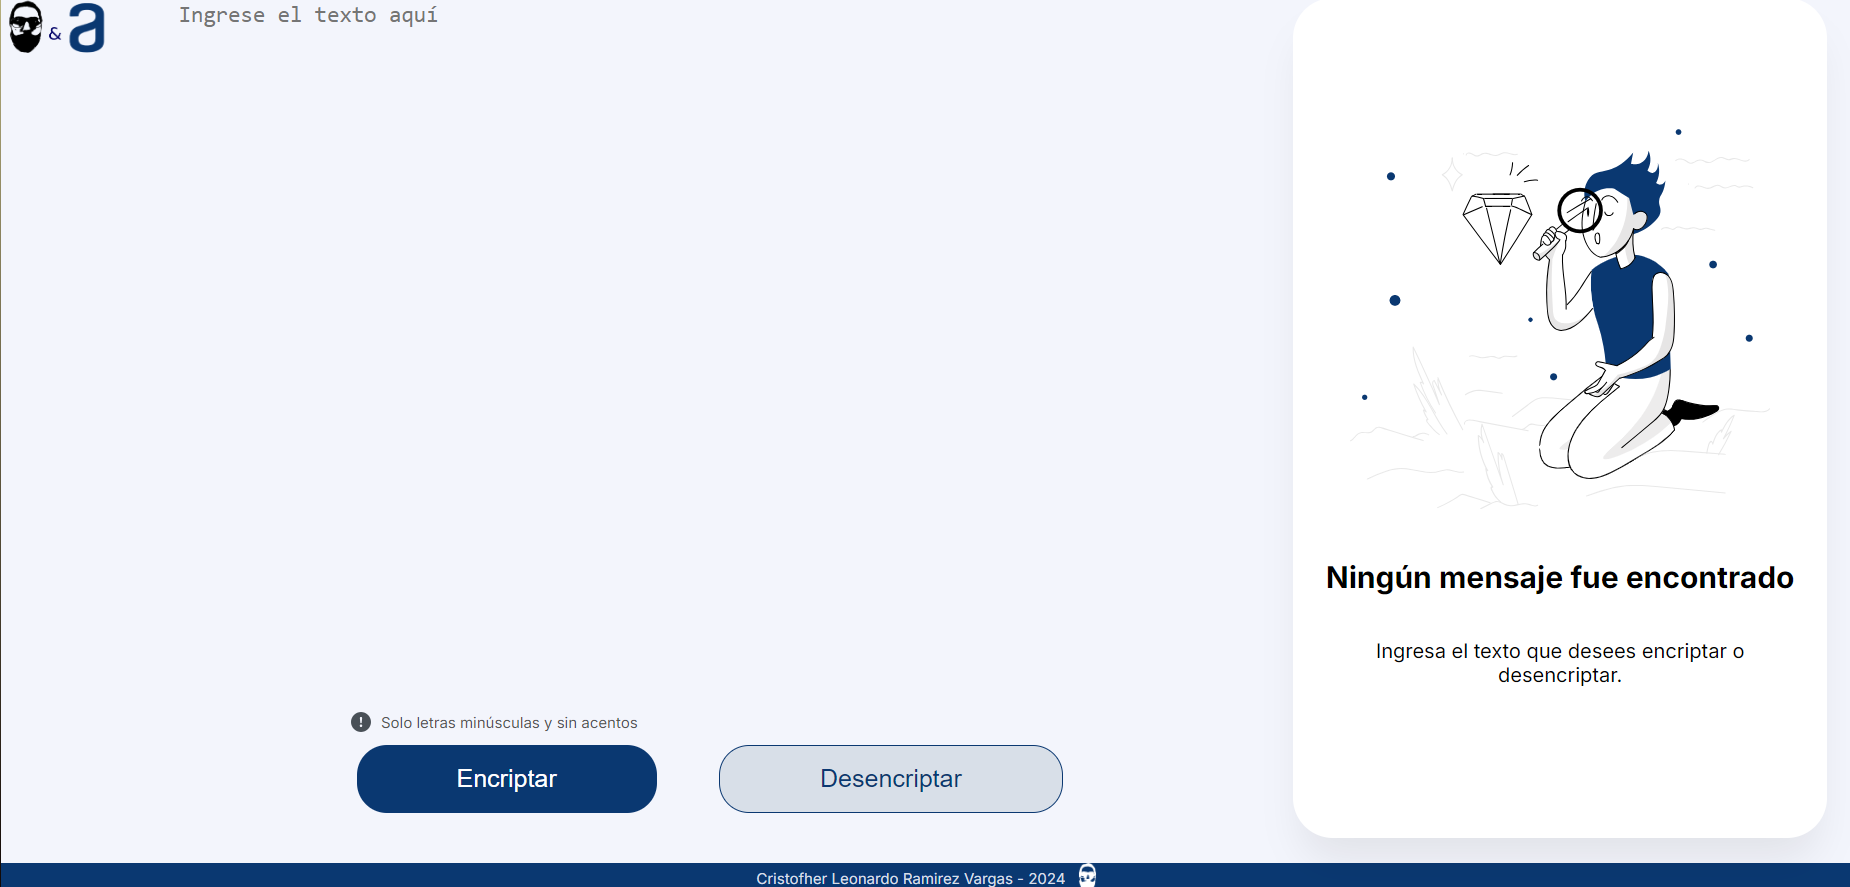 & a
Ingrese el texto aquí
Ningún mensaje fue encontrado
Ingresa el texto que desees encriptar o
desencriptar.
! Solo letras minúsculas y sin acentos
Encriptar
Desencriptar
Cristofher Leonardo Ramirez Vargas - 2024